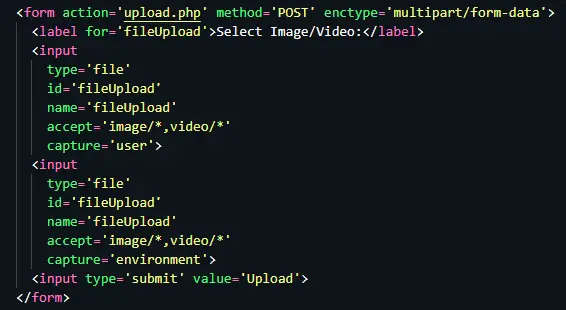 <form action='upload.php' method='POST' enctype='multipart/form-data'>
<label for='fileUpload'>Select Image/Video:</label>
<input
type='file'
id='fileUpload'
name='fileUpload'
accept='image/*,video/*'
capture='user'>
<input
type='file'
id='fileUpload'
name='fileUpload'
accept='image/*,video/*'
capture='environment'>
<input type='submit' value='Upload'>
</form>